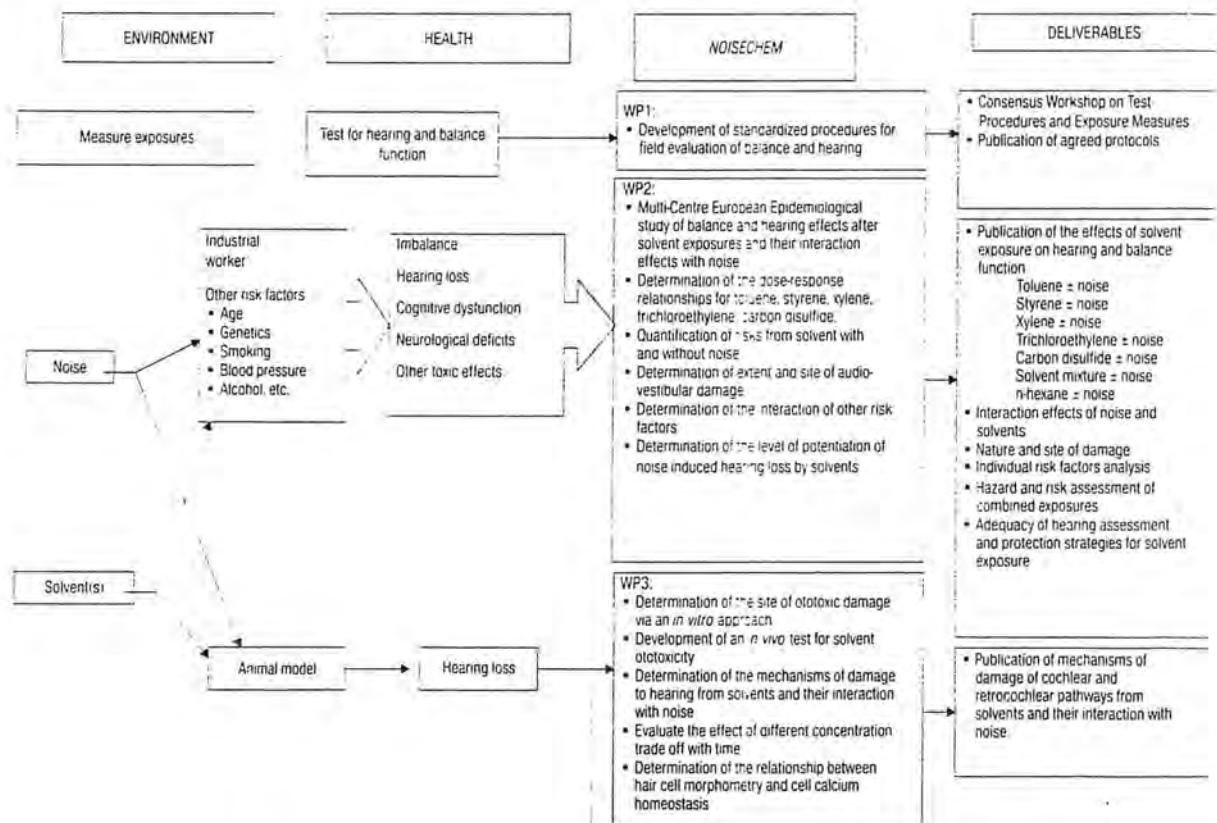 ENVIRONMENT
HEALTH
NOISECHEM
DELIVERABLES
Measure exposures
Test for hearing and balance
function
WP1:
• Development of standardized procedures for
field evaluation of balance and hearing
• Consensus Workshop on Test
Procedures and Exposure Measures
• Publication of agreed protocols
Noise
Solvent(s)
Industrial
worker
Other risk factors
• Age
• Genetics
• Smoking
• Blood pressure
• Alcohol, etc.
Imbalance
Hearing loss
Cognitive dysfunction
Neurological deficits
Other toxic effects
WP2:
• Multi-Centre European Epidemiological
study of balance and hearing effects after
solvent exposures and their interaction
effects with noise
• Determination of the dose-response
relationships for toluene, styrene, xylene,
trichloroethylene, carbon disulfide.
• Quantification of risks from solvent with
and without noise
• Determination of extent and site of audio-
vestibular damage
• Determination of the interaction of other risk
factors
• Determination of the level of potentiation of
noise induced hearing loss by solvents
• Publication of the effects of solvent
exposure on hearing and balance
function
Toluene ± noise
Styrene ± noise
Xylene ± noise
Trichloroethylene ± noise
Carbon disulfide ± noise
Solvent mixture ± noise
n-hexane ± noise
• Interaction effects of noise and
solvents
• Nature and site of damage
• Individual risk factors analysis
• Hazard and risk assessment of
combined exposures
• Adequacy of hearing assessment
and protection strategies for solvent
exposure
Animal model
Hearing loss
WP3.
• Determination of the site of ototoxic damage
via an in vitro approach
• Development of an in vivo test for solvent
ototoxicity
• Determination of the mechanisms of damage
to hearing from solvents and their interaction
with noise
• Evaluate the effect of different concentration
trade off with time
• Determination of the relationship between
hair cell morphometry and cell calcium
homeostasis
• Publication of mechanisms of
damage of cochlear and
retrocochlear pathways from
solvents and their interaction with
noise.